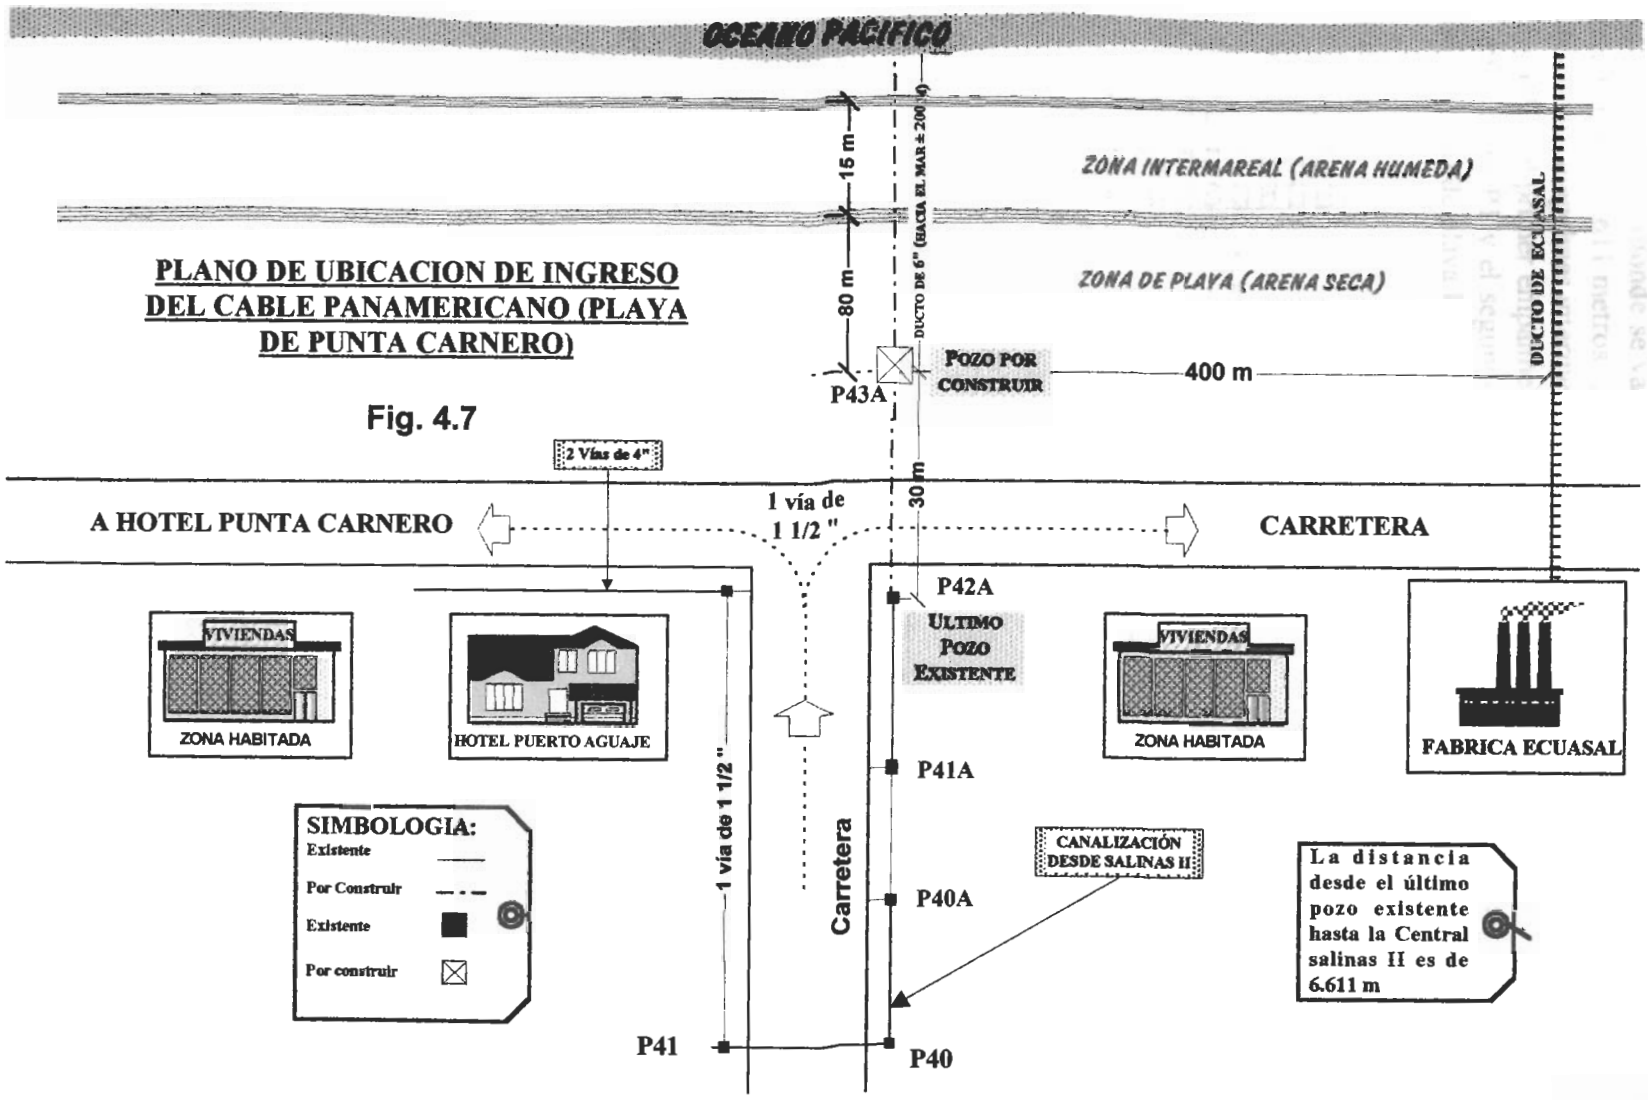 OCEANO PACIFICO
15 m
DUCTO DE 6" (HACIA EL MAR ± 200 M)
ZONA INTERMAREAL (ARENA HUMEDA)
DUCTO DE ECUASAL
PLANO DE UBICACION DE INGRESO
DEL CABLE PANAMERICANO (PLAYA
DE PUNTA CARNERO)
80 m
ZONA DE PLAYA (ARENA SECA)
POZO POR
CONSTRUIR
400 m
P43A
Fig. 4.7
2 Vías de 4"
30 m
A HOTEL PUNTA CARNERO
1 vía de
1 1/2 "
CARRETERA
P42A
ULTIMO
POZO
EXISTENTE
VIVIENDAS
ZONA HABITADA
HOTEL PUERTO AGUAJE
VIVIENDAS
ZONA HABITADA
FABRICA ECUASAL
1 vía de 1 1/2 "
P41A
SIMBOLOGIA:
Existente
Por Construir
Existente
Por construir
Carretera
CANALIZACIÓN
DESDE SALINAS II
P40A
La distancia
desde el último
pozo existente
hasta la Central
salinas II es de
6.611 m
P41
P40